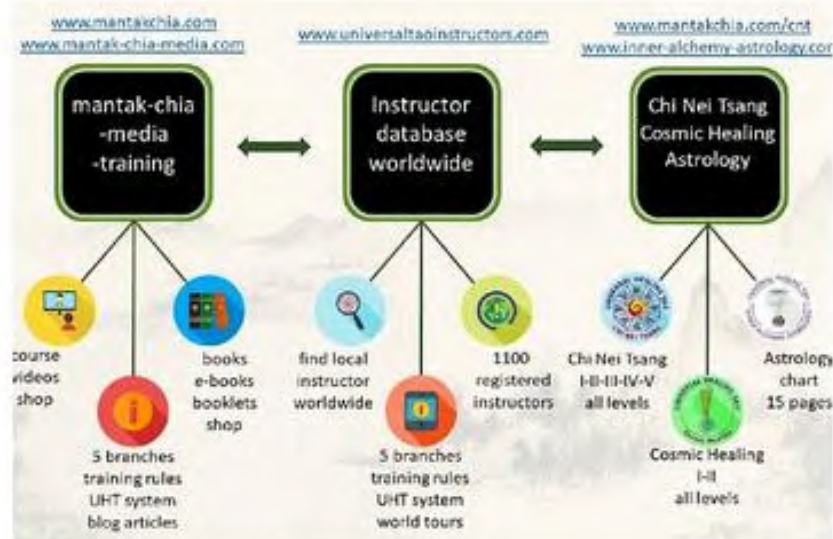 www.mantakchia.com
www.mantak-chia-media.com
www.universaltaoinstructors.com
www.mantakchia.com/cnt
www.inner-alchemy-astrology.com
mantak-chia
-media
-training
Instructor
database
worldwide
Chi Nei Tsang
Cosmic Healing
Astrology
course
videos
shop
books
e-books
booklets
shop
5 branches
training rules
UHT system
blog articles
find local
instructor
worldwide
1100
registered
instructors
5 branches
training rules
UHT system
world tours
Chi Nei Tsang
I-II-III-IV-V
all levels
Astrology
chart
15 pages
Cosmic Healing
I-II
all levels